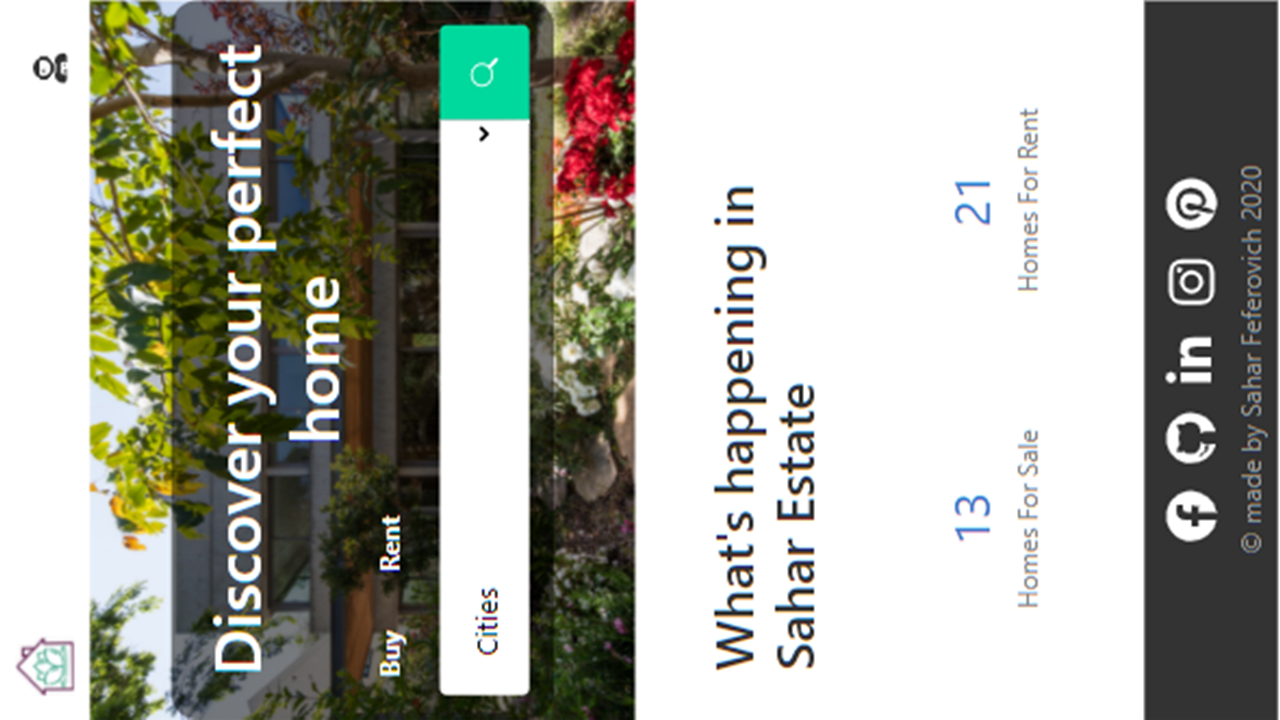 Discover your perfect
home
Buy Rent
Cities
What's happening in
Sahar Estate
13 21
Homes For Sale Homes For Rent
© made by Sahar Feferovich 2020